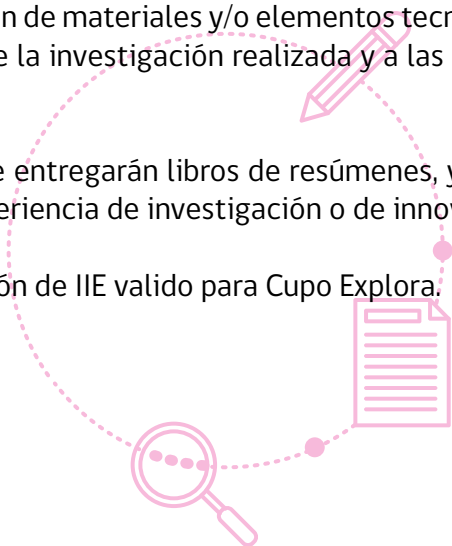 n de materiales y/o elementos tecn
e la investigación realizada y a las
e entregarán libros de resúmenes, y
eriencia de investigación o de innov
ón de IIE valido para Cupo Explora.